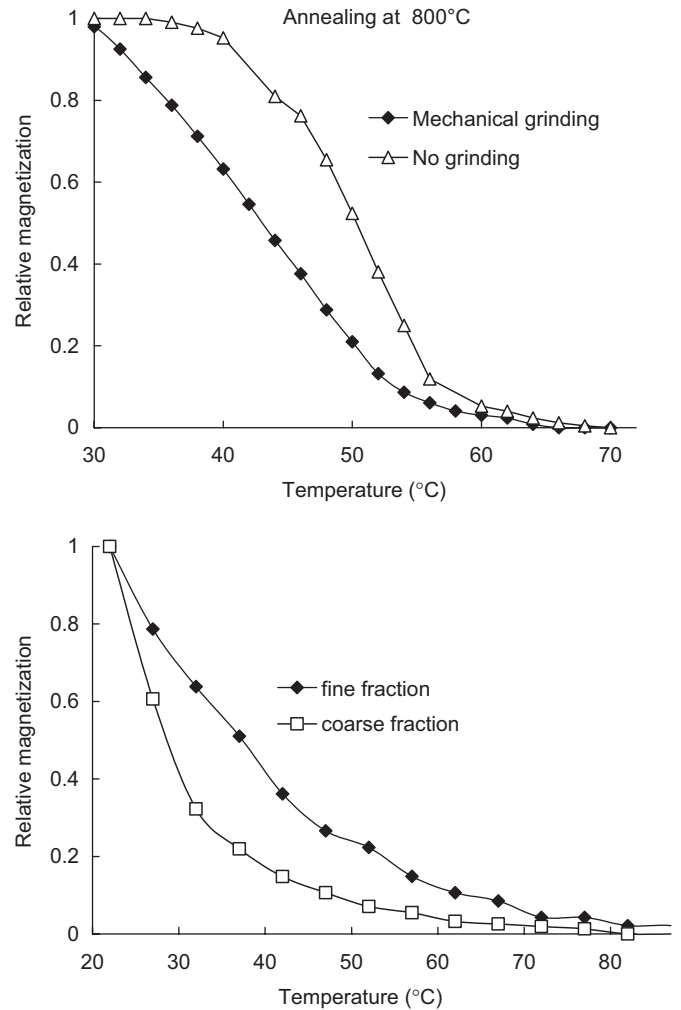 Annealing at 800°C
1
0.8
0.6
0.4
0.2
0
Relative magnetization
Mechanical grinding
No grinding
30 40 50 60 70
Temperature (°C)
1
0.8
0.6
0.4
0.2
0
Relative magnetization
fine fraction
coarse fraction
20 30 40 50 60 70 80
Temperature (°C)